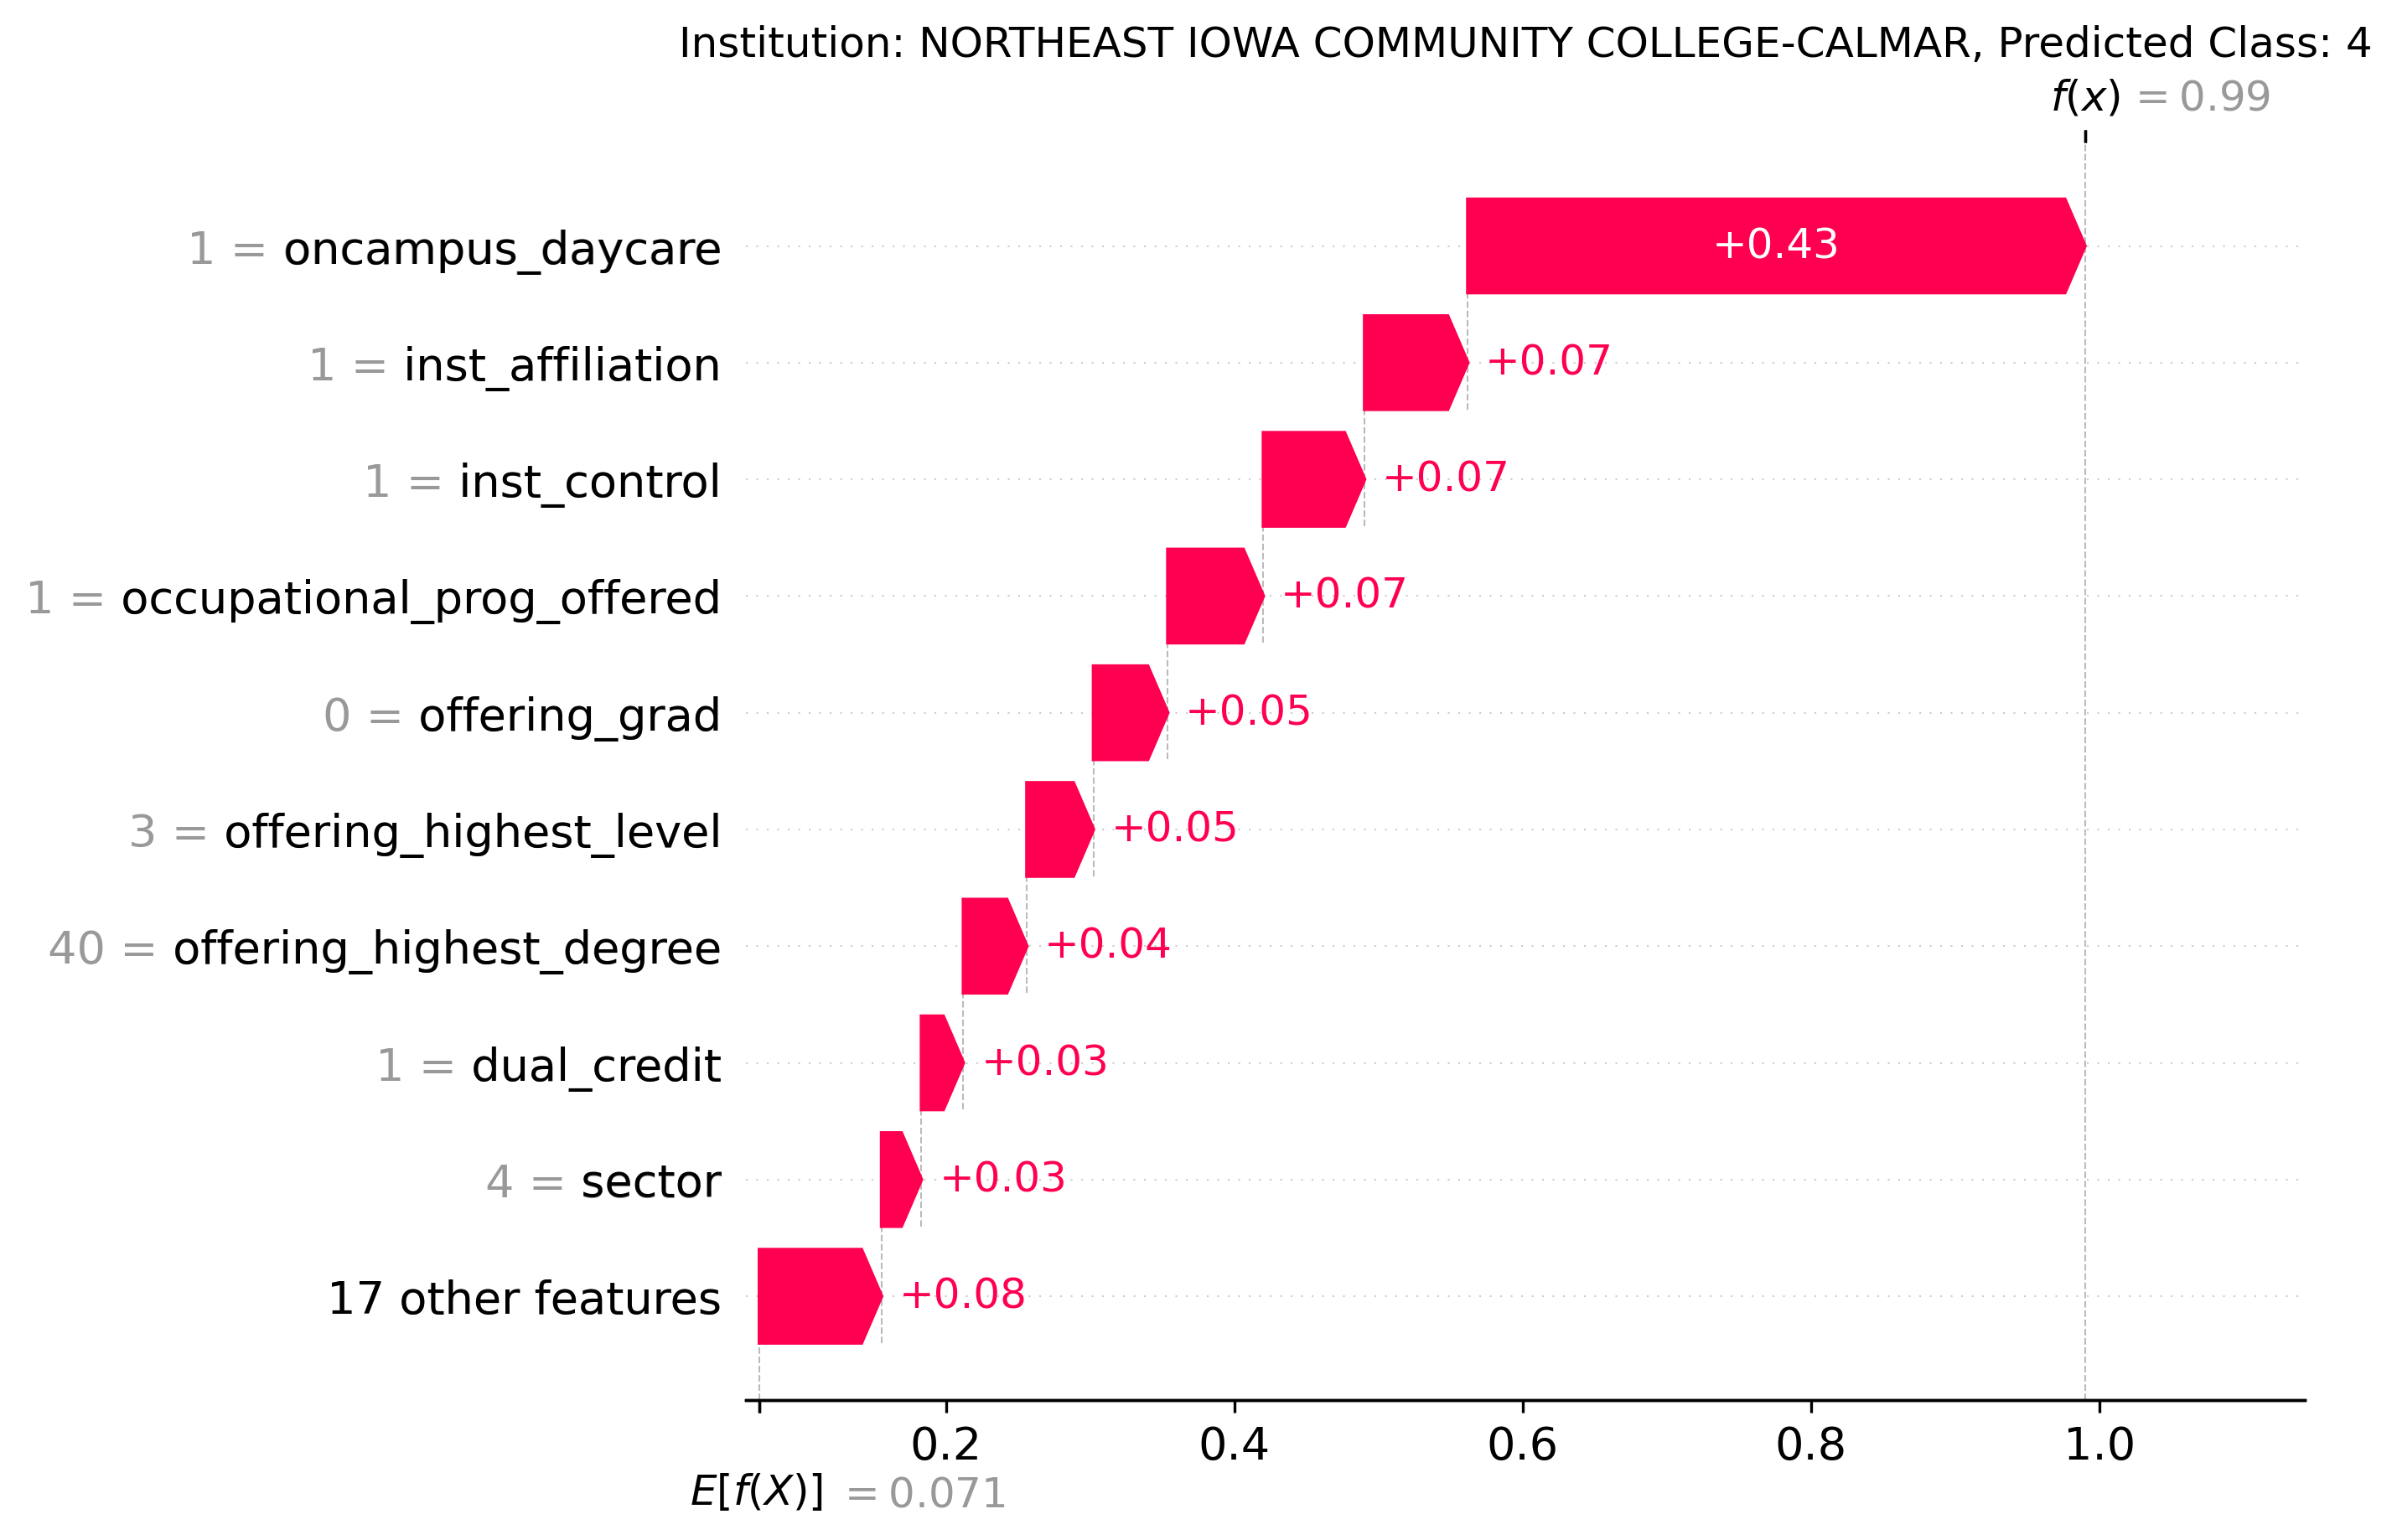 Institution: NORTHEAST IOWA COMMUNITY COLLEGE-CALMAR, Predicted Class: 4
f(x) = 0.99
1 = oncampus_daycare +0.43
1 = inst_affiliation +0.07
1 = inst_control +0.07
1 = occupational_prog_offered +0.07
0 = offering_grad +0.05
3 = offering_highest_level +0.05
40 = offering_highest_degree +0.04
1 = dual_credit +0.03
4 = sector +0.03
17 other features +0.08
0.2 0.4 0.6 0.8 1.0
E[f(X)] = 0.071